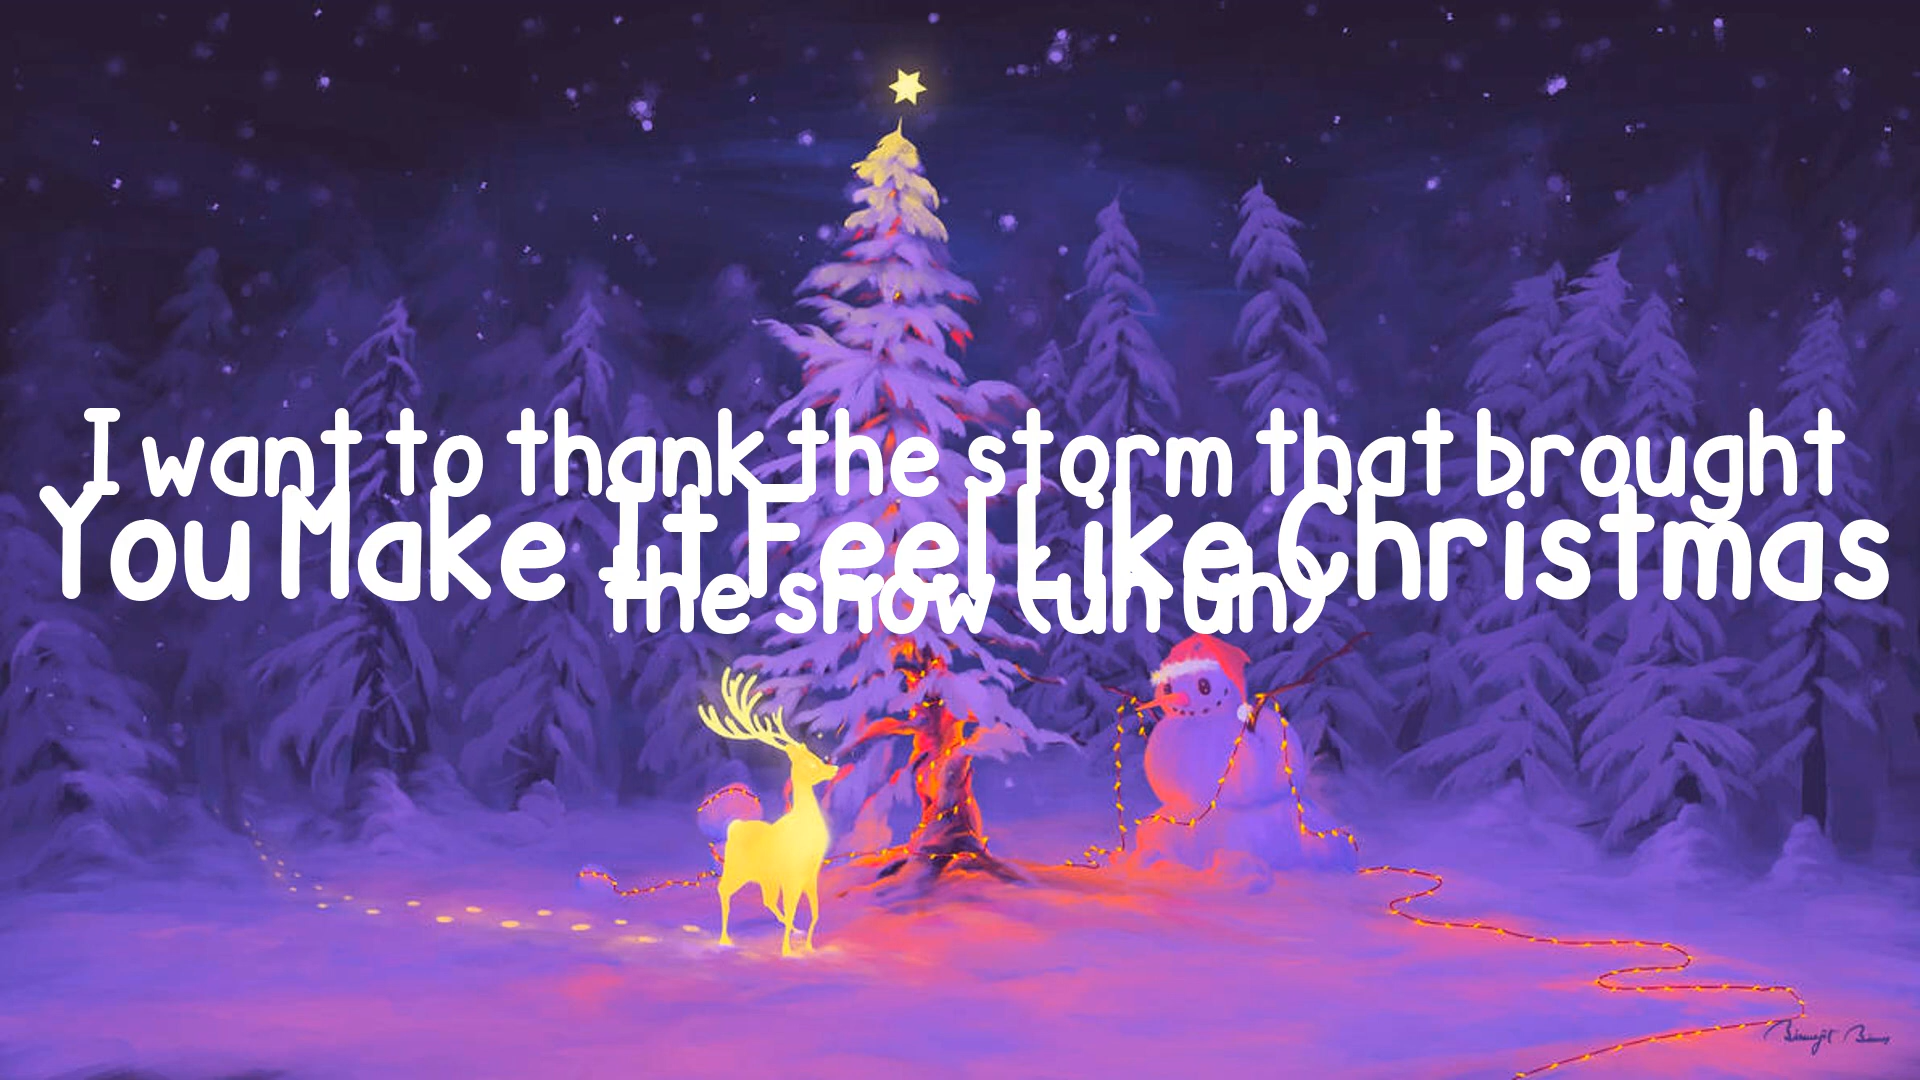 I want to thank the storm that brought
You Make It Feel Like Christmas
the snow (uh uh)